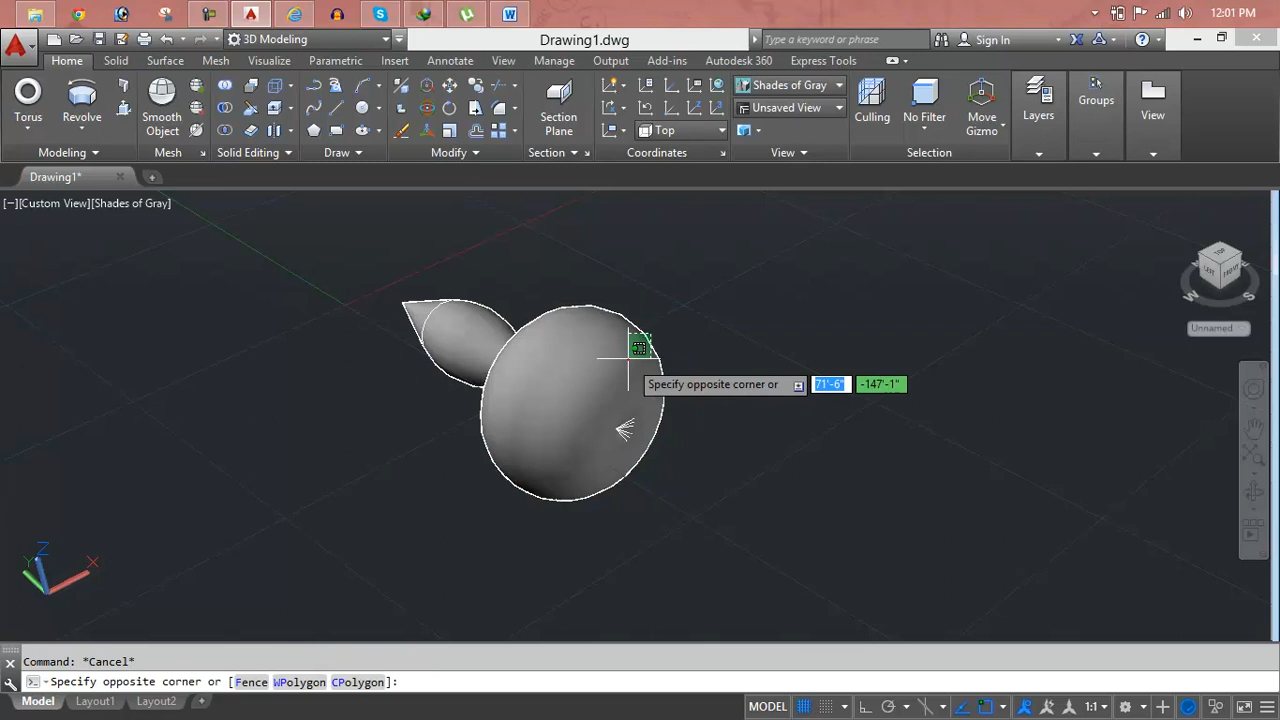 12:01 PM
3D Modeling
Drawing1.dwg
Type a keyword or phrase
Sign In
Home Solid Surface Mesh Visualize Parametric Insert Annotate View Manage Output Add-ins Autodesk 360 Express Tools
Torus
Revolve
Smooth Object
Section Plane
Shades of Gray
Unsaved View
Top
Culling
No Filter
Move Gizmo
Layers
Groups
View
Modeling
Mesh
Solid Editing
Draw
Modify
Section
Coordinates
View
Selection
Drawing1*
[−][Custom View][Shades of Gray]
TOP
LEFT
FRONT
W
S
Unnamed
Specify opposite corner or
71'-6"
-147'-1"
Z
Y
X
Command: *Cancel*
Specify opposite corner or [Fence WPolygon CPolygon]:
Model Layout1 Layout2 +
MODEL
1:1